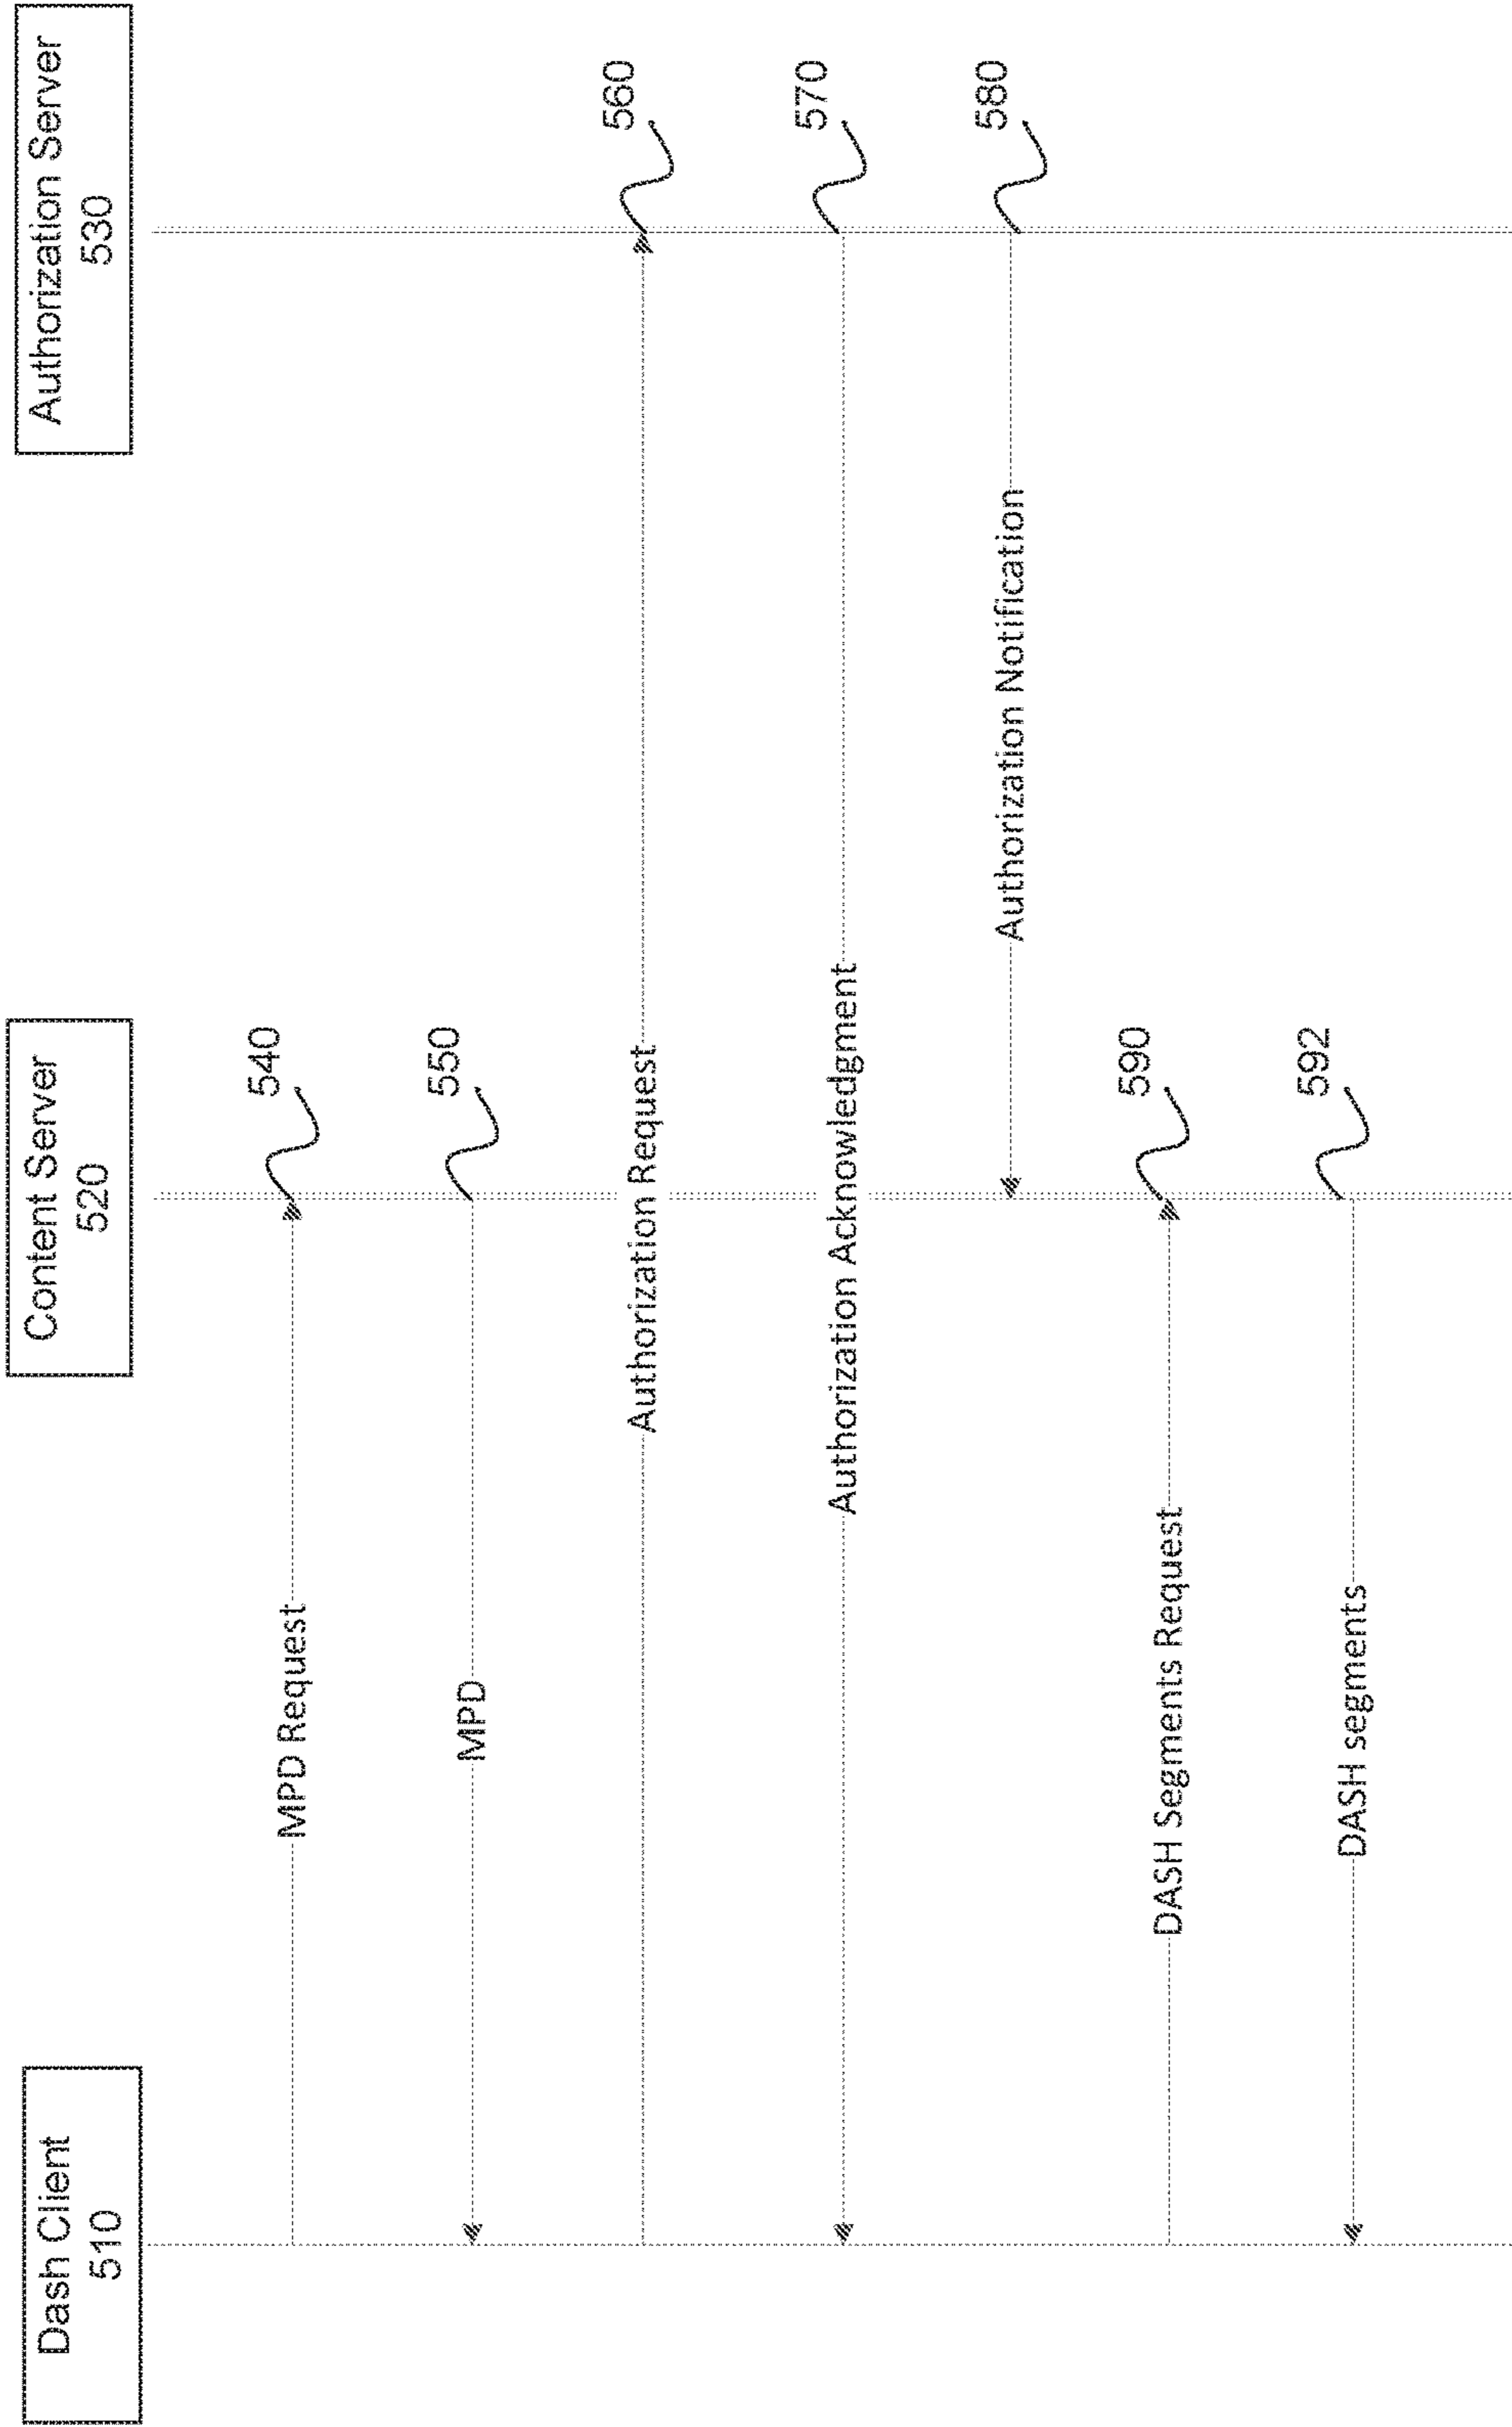 Dash Client
510
Content Server
520
Authorization Server
530
MPD Request
540
MPD
550
Authorization Request
560
Authorization Acknowledgment
570
Authorization Notification
580
DASH Segments Request
590
DASH segments
592